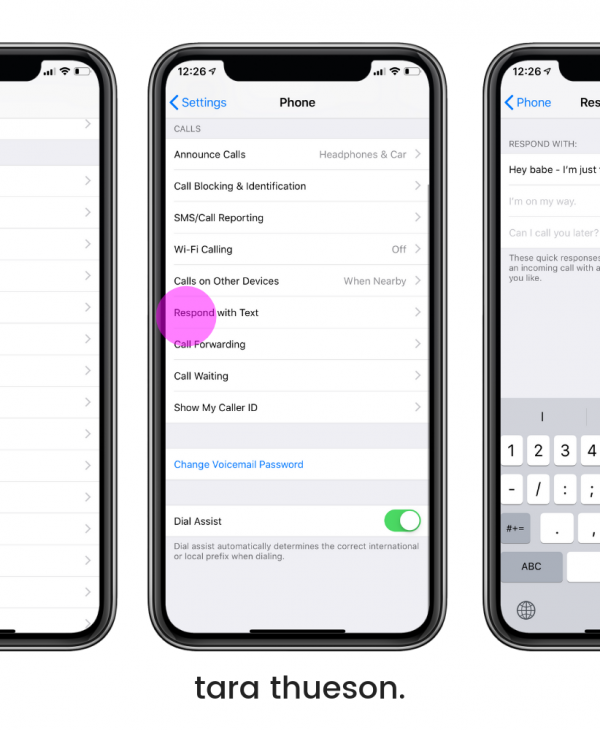 12:26
Settings
Phone
CALLS
Announce Calls Headphones & Car
Call Blocking & Identification
SMS/Call Reporting
Wi-Fi Calling Off
Calls on Other Devices When Nearby
Respond with Text
Call Forwarding
Call Waiting
Show My Caller ID
Change Voicemail Password
Dial Assist
Dial assist automatically determines the correct international
or local prefix when dialing.
12:26
Phone
Res
RESPOND WITH:
Hey babe - I'm just
I'm on my way.
Can I call you later?
These quick responses
an incoming call with a
you like.
I
1 2 3 4
- / : ;
#+= . ,
ABC
tara thueson.